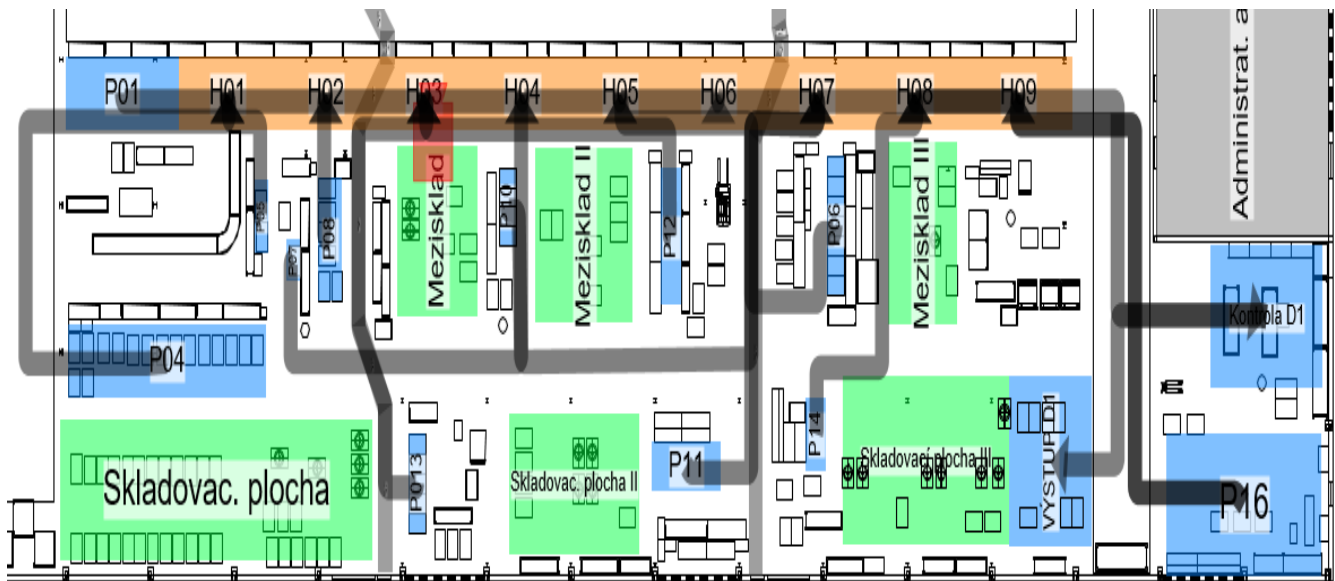 P01
H01
H02
H03
H04
H05
H06
H07
H08
H09
Administrat. a
P05
P07
P08
Mezisklad
P10
Mezisklad II
P12
P06
Mezisklad III
Kontrola D1
P04
Skladovac. plocha
P013
Skladovac. plocha II
P11
P14
Skladovací plocha III
VÝSTUP D1
P16